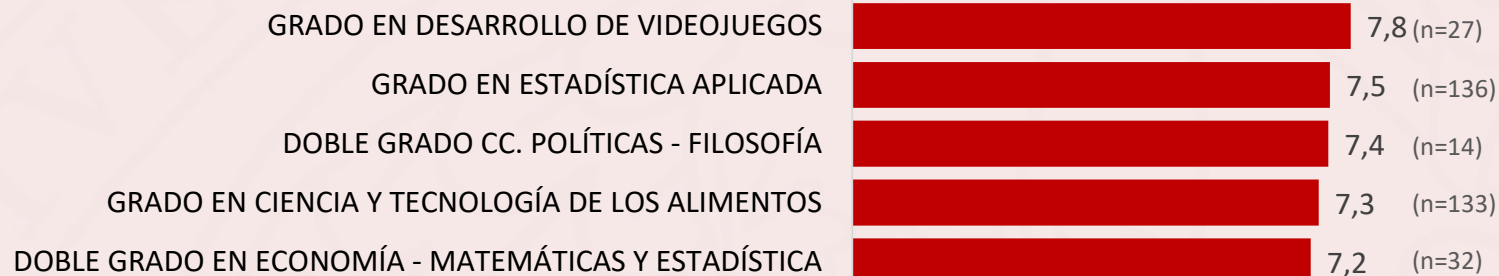 GRADO EN DESARROLLO DE VIDEOJUEGOS 7,8 (n=27)
GRADO EN ESTADÍSTICA APLICADA 7,5 (n=136)
DOBLE GRADO CC. POLÍTICAS - FILOSOFÍA 7,4 (n=14)
GRADO EN CIENCIA Y TECNOLOGÍA DE LOS ALIMENTOS 7,3 (n=133)
DOBLE GRADO EN ECONOMÍA - MATEMÁTICAS Y ESTADÍSTICA 7,2 (n=32)